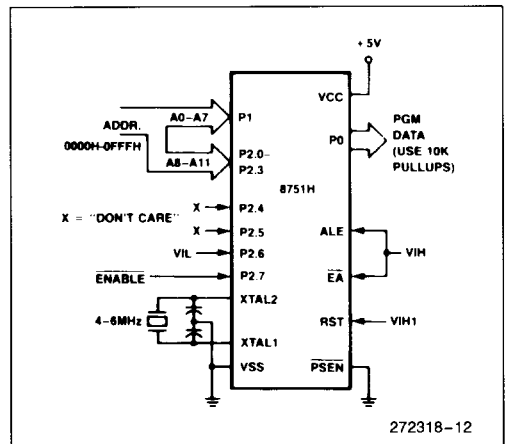 +5V
VCC
A0–A7
P1
ADDR.
0000H-0FFFH
A8–A11
P2.0–
P2.3
P0
PGM
DATA
(USE 10K
PULLUPS)
8751H
X = "DON'T CARE"
X
P2.4
X
P2.5
VIL
P2.6
ENABLE
P2.7
ALE
VIH
EA
XTAL2
4–6MHz
XTAL1
RST
VIH1
VSS
PSEN
272318–12